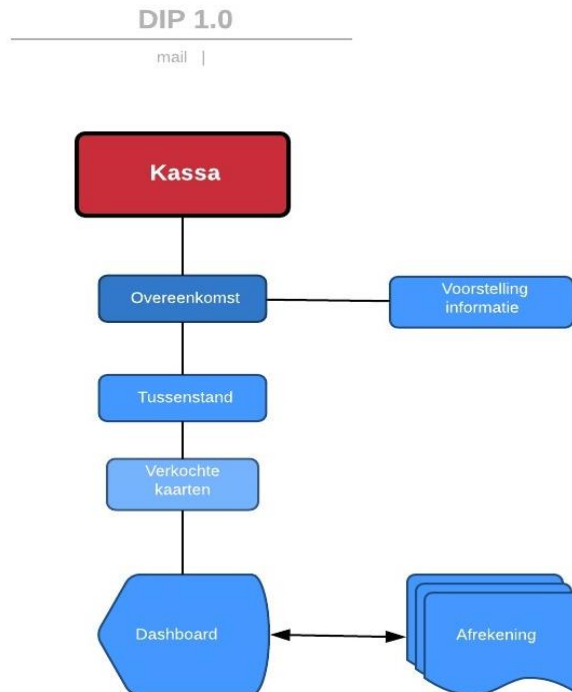 DIP 1.0
mail |
Kassa
Overeenkomst
Voorstelling
informatie
Tussenstand
Verkochte
kaarten
Dashboard
Afrekening